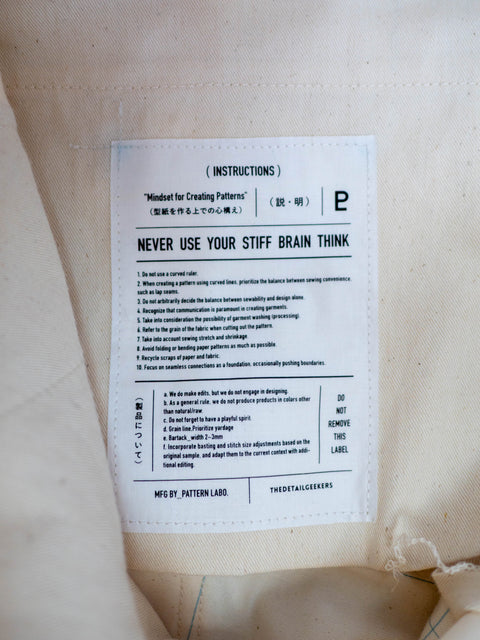 ( INSTRUCTIONS )
"Mindset for Creating Patterns"
(型紙を作る上での心構え)
(説・明)
NEVER USE YOUR STIFF BRAIN THINK
1. Do not use a curved ruler.
2. When creating a pattern using curved lines, prioritize the balance between sewing convenience
such as lap seams.
3. Do not arbitrarily decide the balance between sewability and design alone.
4. Recognize that communication is paramount in creating garments.
5. Take into consideration the possibility of garment washing (processing).
6. Refer to the grain of the fabric when cutting out the pattern.
7. Take into account sewing stretch and shrinkage.
8. Avoid folding or bending paper patterns as much as possible.
9. Recycle scraps of paper and fabric.
10. Focus on seamless connections as a foundation, occasionally pushing boundaries.
(製品について)
a. We do make edits, but we do not engage in designing.
b. As a general rule, we do not produce products in colors other
than natural/raw.
c. Do not forget to have a playful spirit.
d. Grain line.Prioritize yardage
e. Bartack_width 2–3mm
f. Incorporate basting and stitch size adjustments based on the
original sample, and adapt them to the current context with addi-
tional editing.
DO
NOT
REMOVE
THIS
LABEL
MFG BY_PATTERN LABO.
THEDETAILGEEKERS